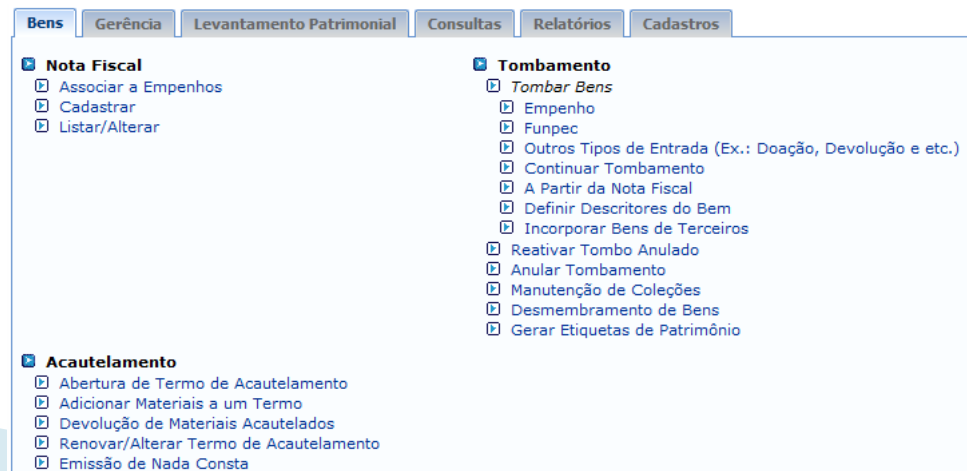 Bens Gerência Levantamento Patrimonial Consultas Relatórios Cadastros
Nota Fiscal
Associar a Empenhos
Cadastrar
Listar/Alterar
Tombamento
Tombar Bens
Empenho
Funpec
Outros Tipos de Entrada (Ex.: Doação, Devolução e etc.)
Continuar Tombamento
A Partir da Nota Fiscal
Definir Descritores do Bem
Incorporar Bens de Terceiros
Reativar Tombo Anulado
Anular Tombamento
Manutenção de Coleções
Desmembramento de Bens
Gerar Etiquetas de Patrimônio
Acautelamento
Abertura de Termo de Acautelamento
Adicionar Materiais a um Termo
Devolução de Materiais Acautelados
Renovar/Alterar Termo de Acautelamento
Emissão de Nada Consta